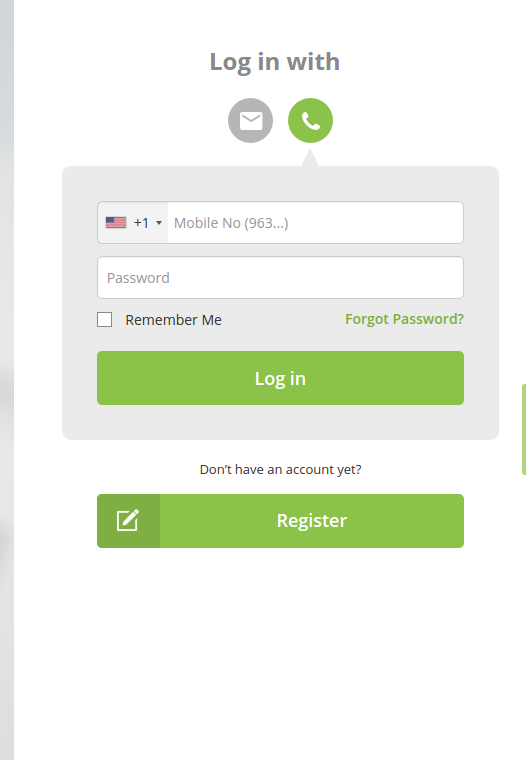 Log in with
+1 Mobile No (963...)
Password
Remember Me Forgot Password?
Log in
Don't have an account yet?
Register